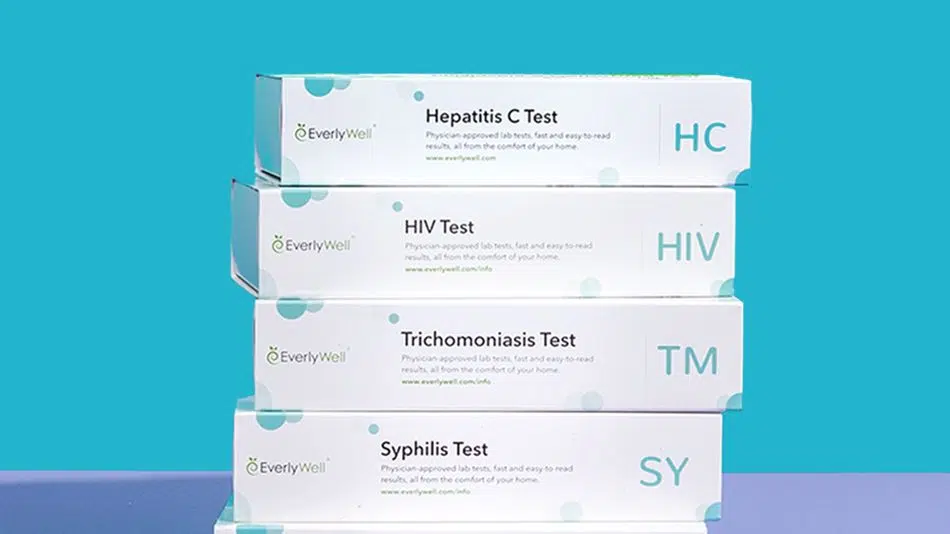 EverlyWell
Hepatitis C Test
Physician-approved lab tests, fast and easy-to-read
results, all from the comfort of your home.
www.everlywell.com
HC
EverlyWell
HIV Test
Physician-approved lab tests, fast and easy-to-read
results, all from the comfort of your home.
www.everlywell.com/info
HIV
EverlyWell
Trichomoniasis Test
Physician-approved lab tests, fast and easy-to-read
results, all from the comfort of your home.
www.everlywell.com/info
TM
EverlyWell
Syphilis Test
Physician-approved lab tests, fast and easy-to read
results, all from the comfort of your home.
www.everlywell.com/info
SY